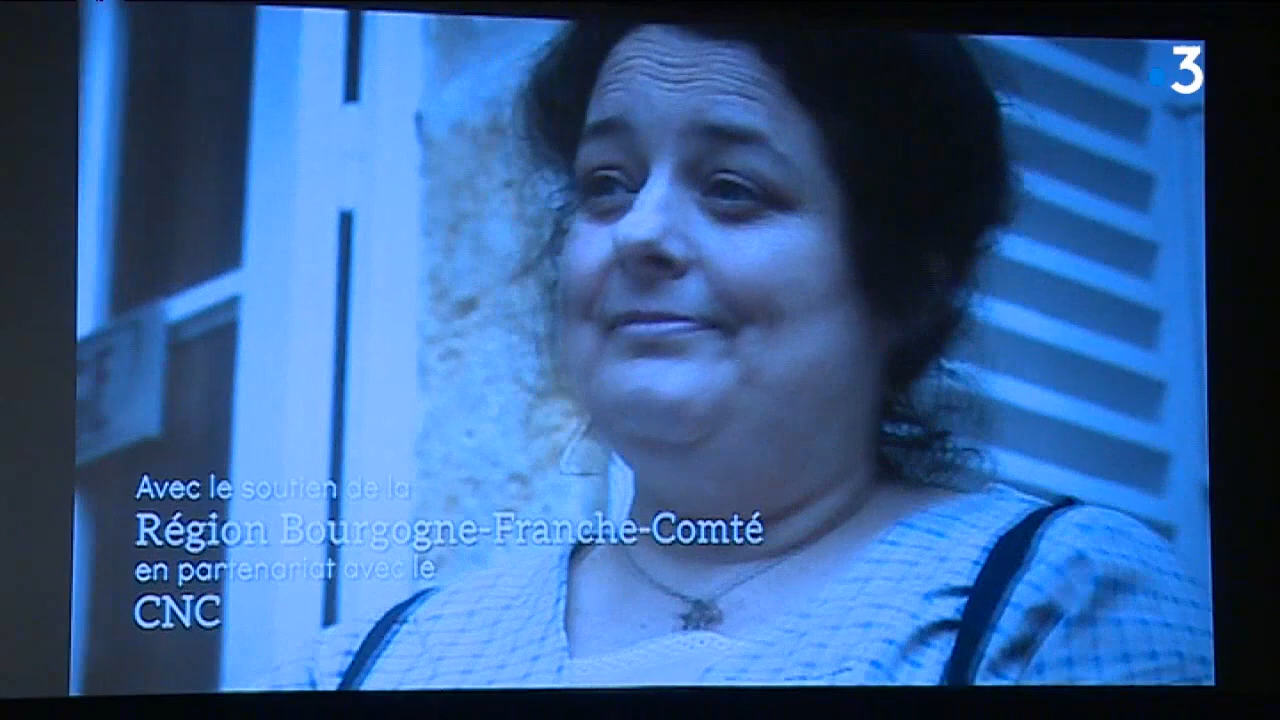 3
Avec le soutien de la
Région Bourgogne-Franche-Comté
en partenariat avec le
CNC